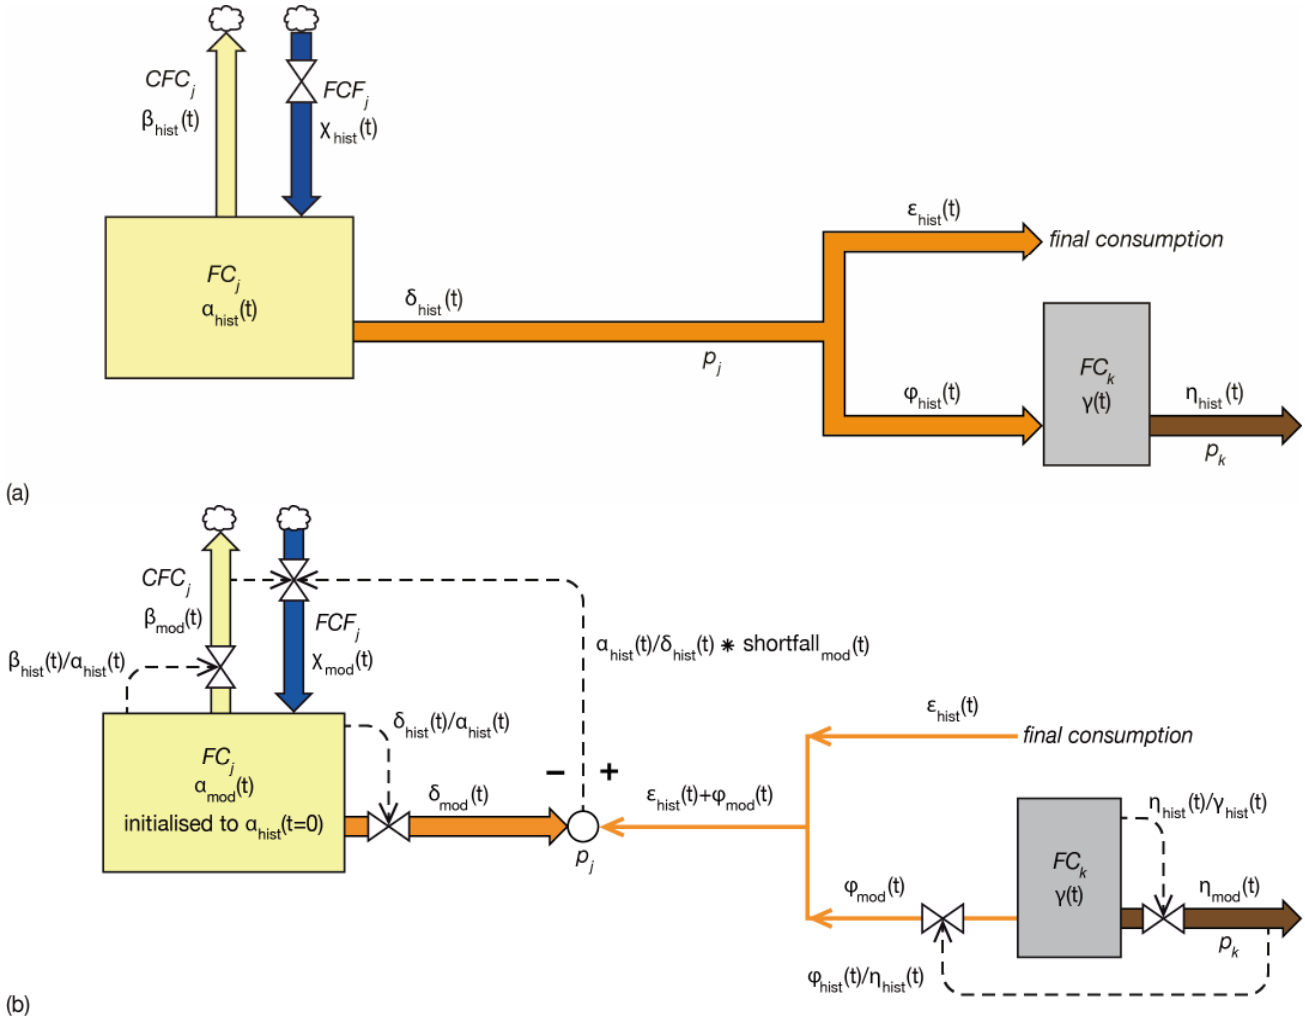 CFCj
βhist(t)
FCFj
χhist(t)
FCj
αhist(t)
δhist(t)
pj
εhist(t)
final consumption
φhist(t)
FCk
γ(t)
ηhist(t)
pk
(a)
CFCj
βmod(t)
FCFj
χmod(t)
βhist(t)/αhist(t)
αhist(t)/δhist(t) * shortfallmod(t)
δhist(t)/αhist(t)
FCj
αmod(t)
initialised to αhist(t=0)
δmod(t)
− +
pj
εhist(t)+φmod(t)
εhist(t)
final consumption
φmod(t)
FCk
γ(t)
ηhist(t)/γhist(t)
ηmod(t)
pk
φhist(t)/ηhist(t)
(b)